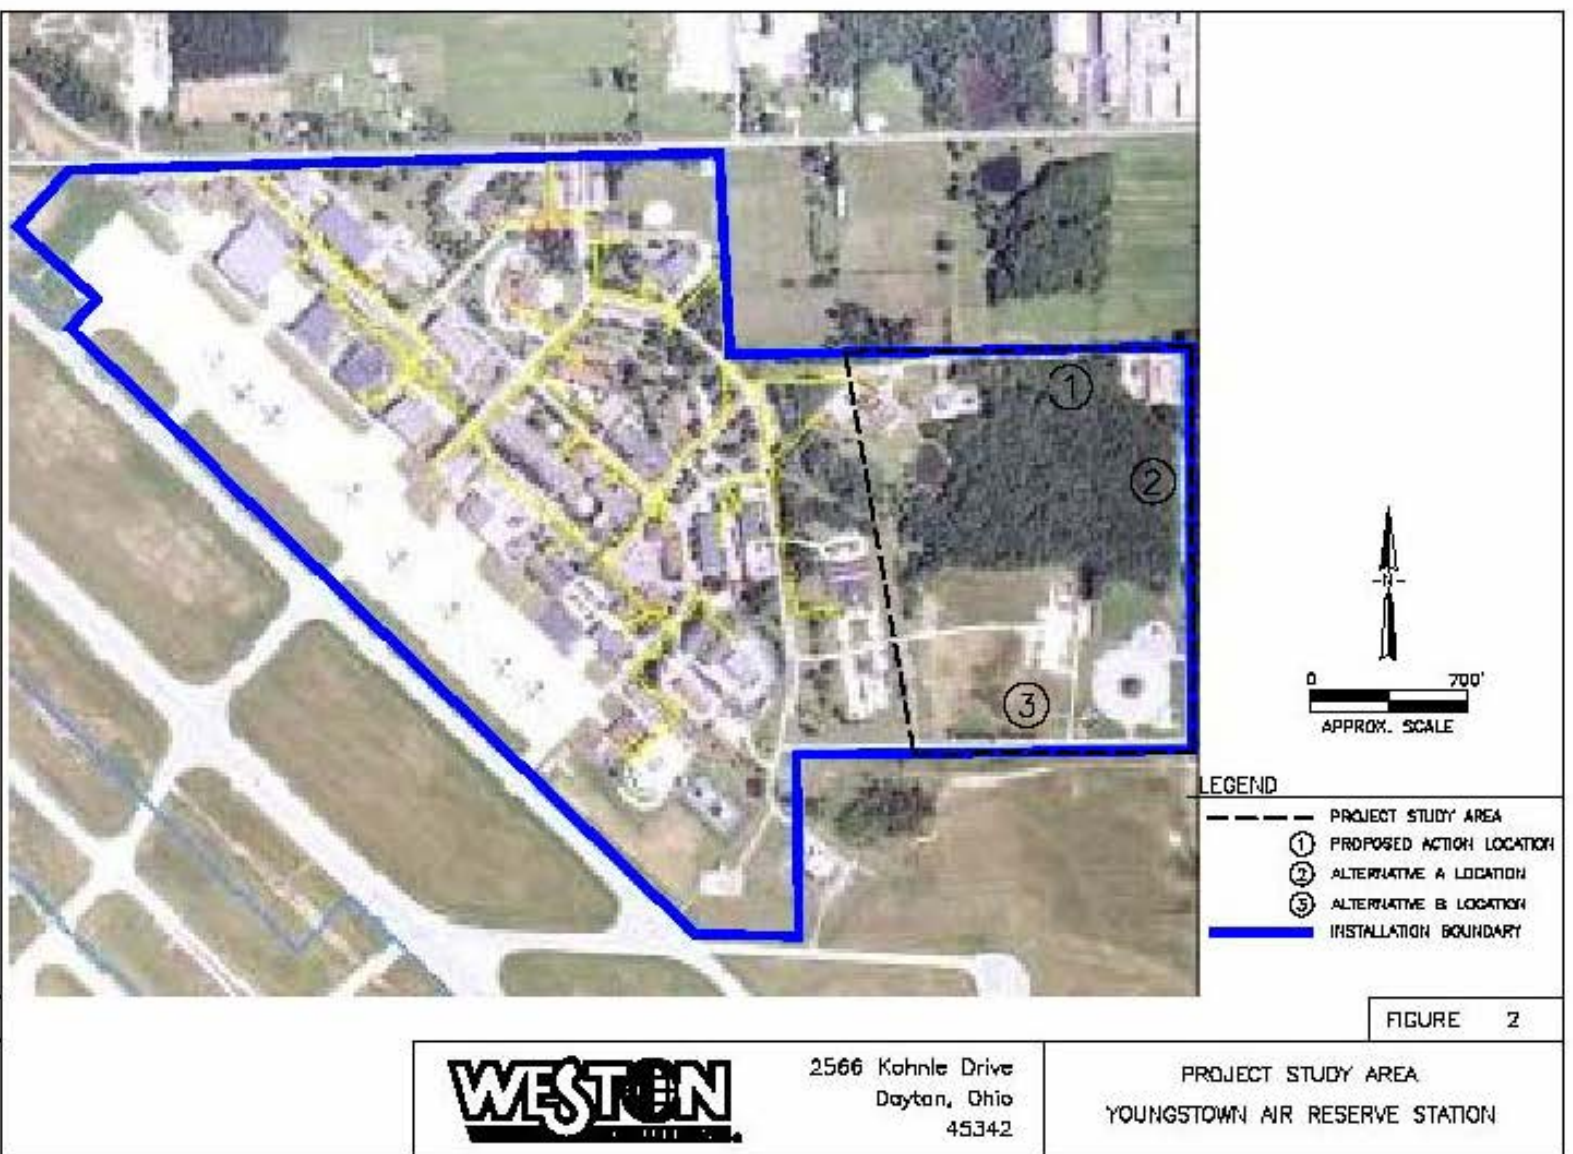 1
2
3
N
0 700'
APPROX. SCALE
LEGEND
PROJECT STUDY AREA
1 PROPOSED ACTION LOCATION
2 ALTERNATIVE A LOCATION
3 ALTERNATIVE B LOCATION
INSTALLATION BOUNDARY
FIGURE 2
WESTON
2566 Kohnle Drive
Dayton, Ohio
45342
PROJECT STUDY AREA
YOUNGSTOWN AIR RESERVE STATION